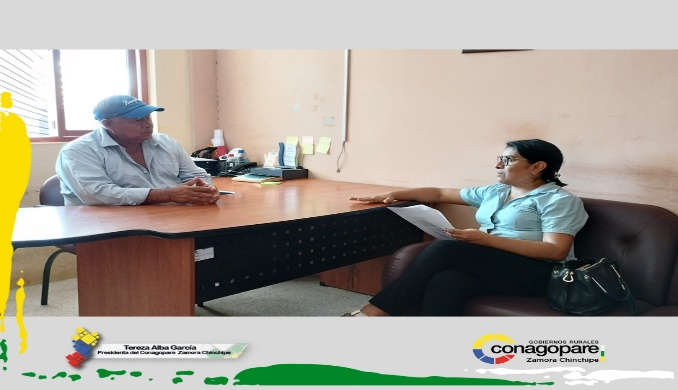 Tereza Alba García
Presidenta del Conagopare Zamora Chinchipe
GOBIERNOS RURALES
conagopare
Zamora Chinchipe